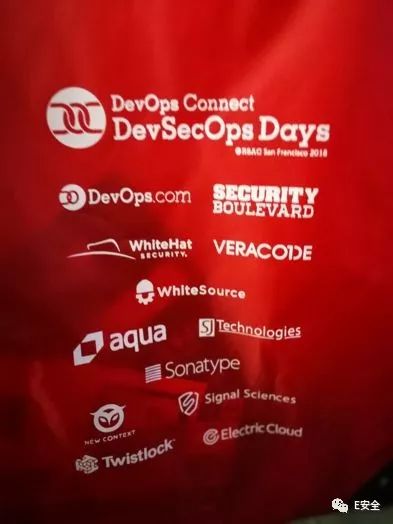 DevOps Connect
DevSecOps Days
@RSAC San Francisco 2018
DevOps.com
SECURITY BOULEVARD
WhiteHat SECURITY.
VERACODE
WhiteSource
aqua
SJ Technologies
Sonatype
NEW CONTEXT
Signal Sciences
Electric Cloud
Twistlock
E安全